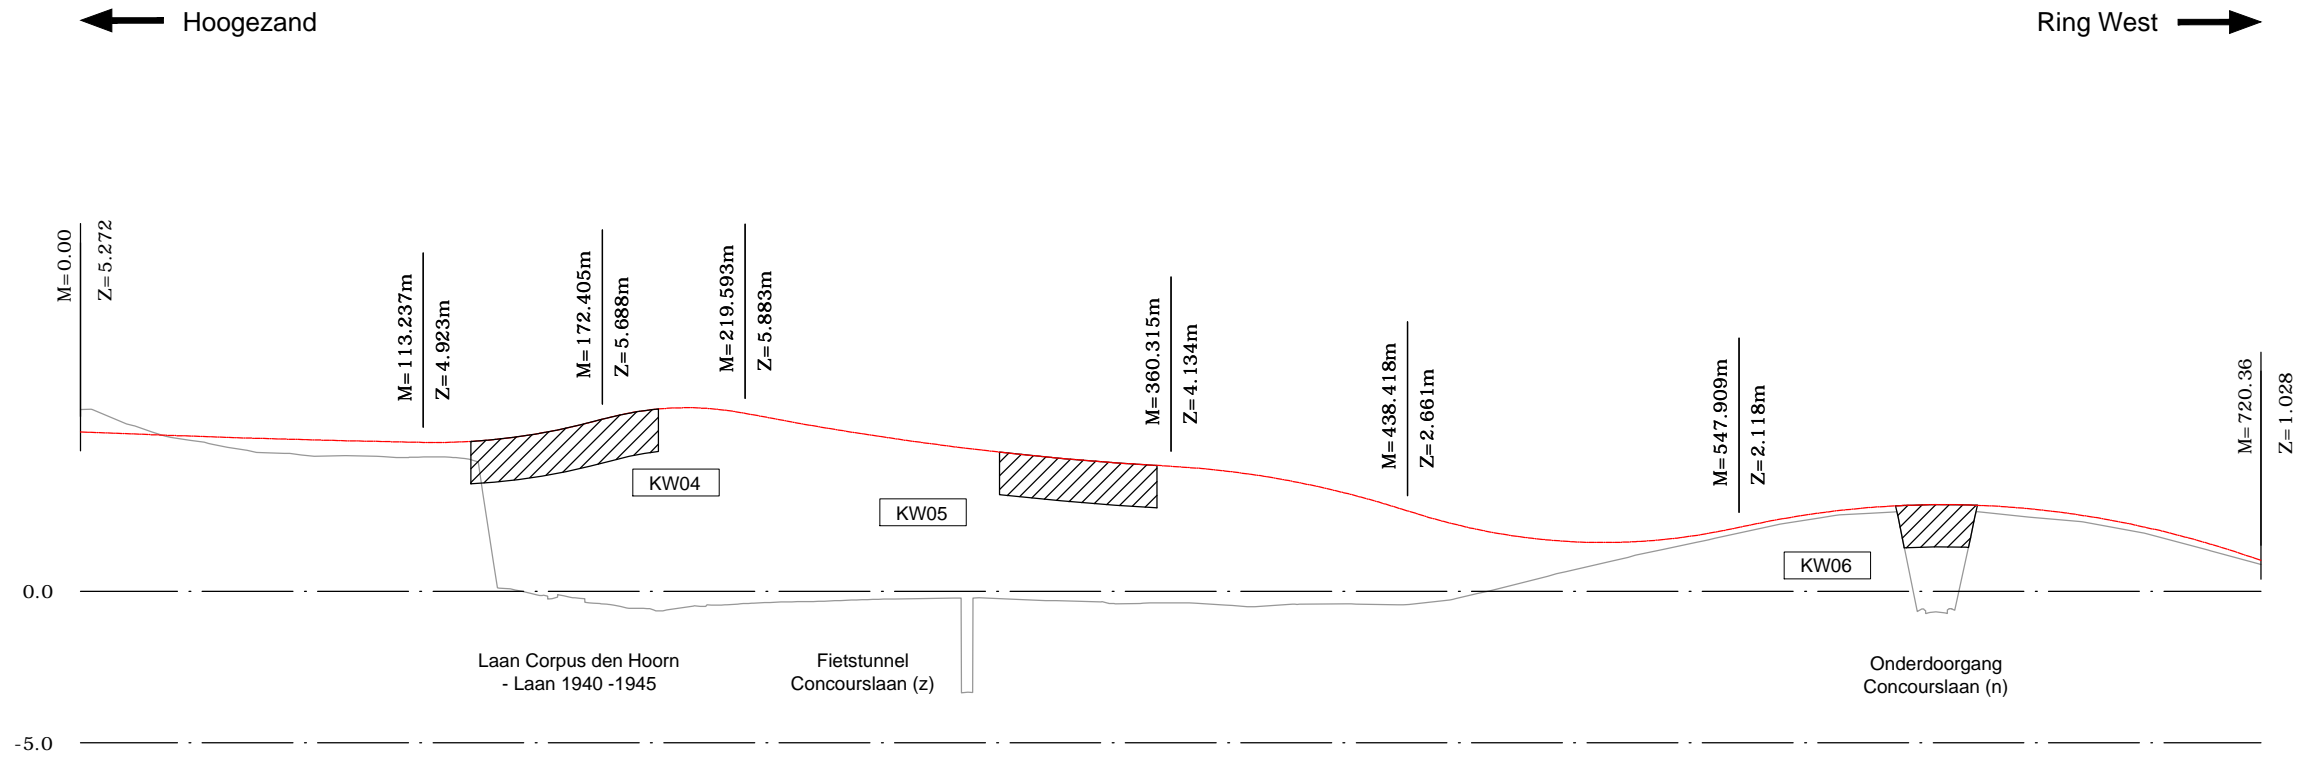 Hoogezand
Ring West
M=0.00
Z=5.272
M=113.237m
Z=4.923m
M=172.405m
Z=5.688m
M=219.593m
Z=5.883m
M=360.315m
Z=4.134m
M=438.418m
Z=2.661m
M=547.909m
Z=2.118m
M=720.36
Z=1.028
KW04
KW05
KW06
0.0
Laan Corpus den Hoorn
- Laan 1940 -1945
Fietstunnel
Concourslaan (z)
Onderdoorgang
Concourslaan (n)
-5.0